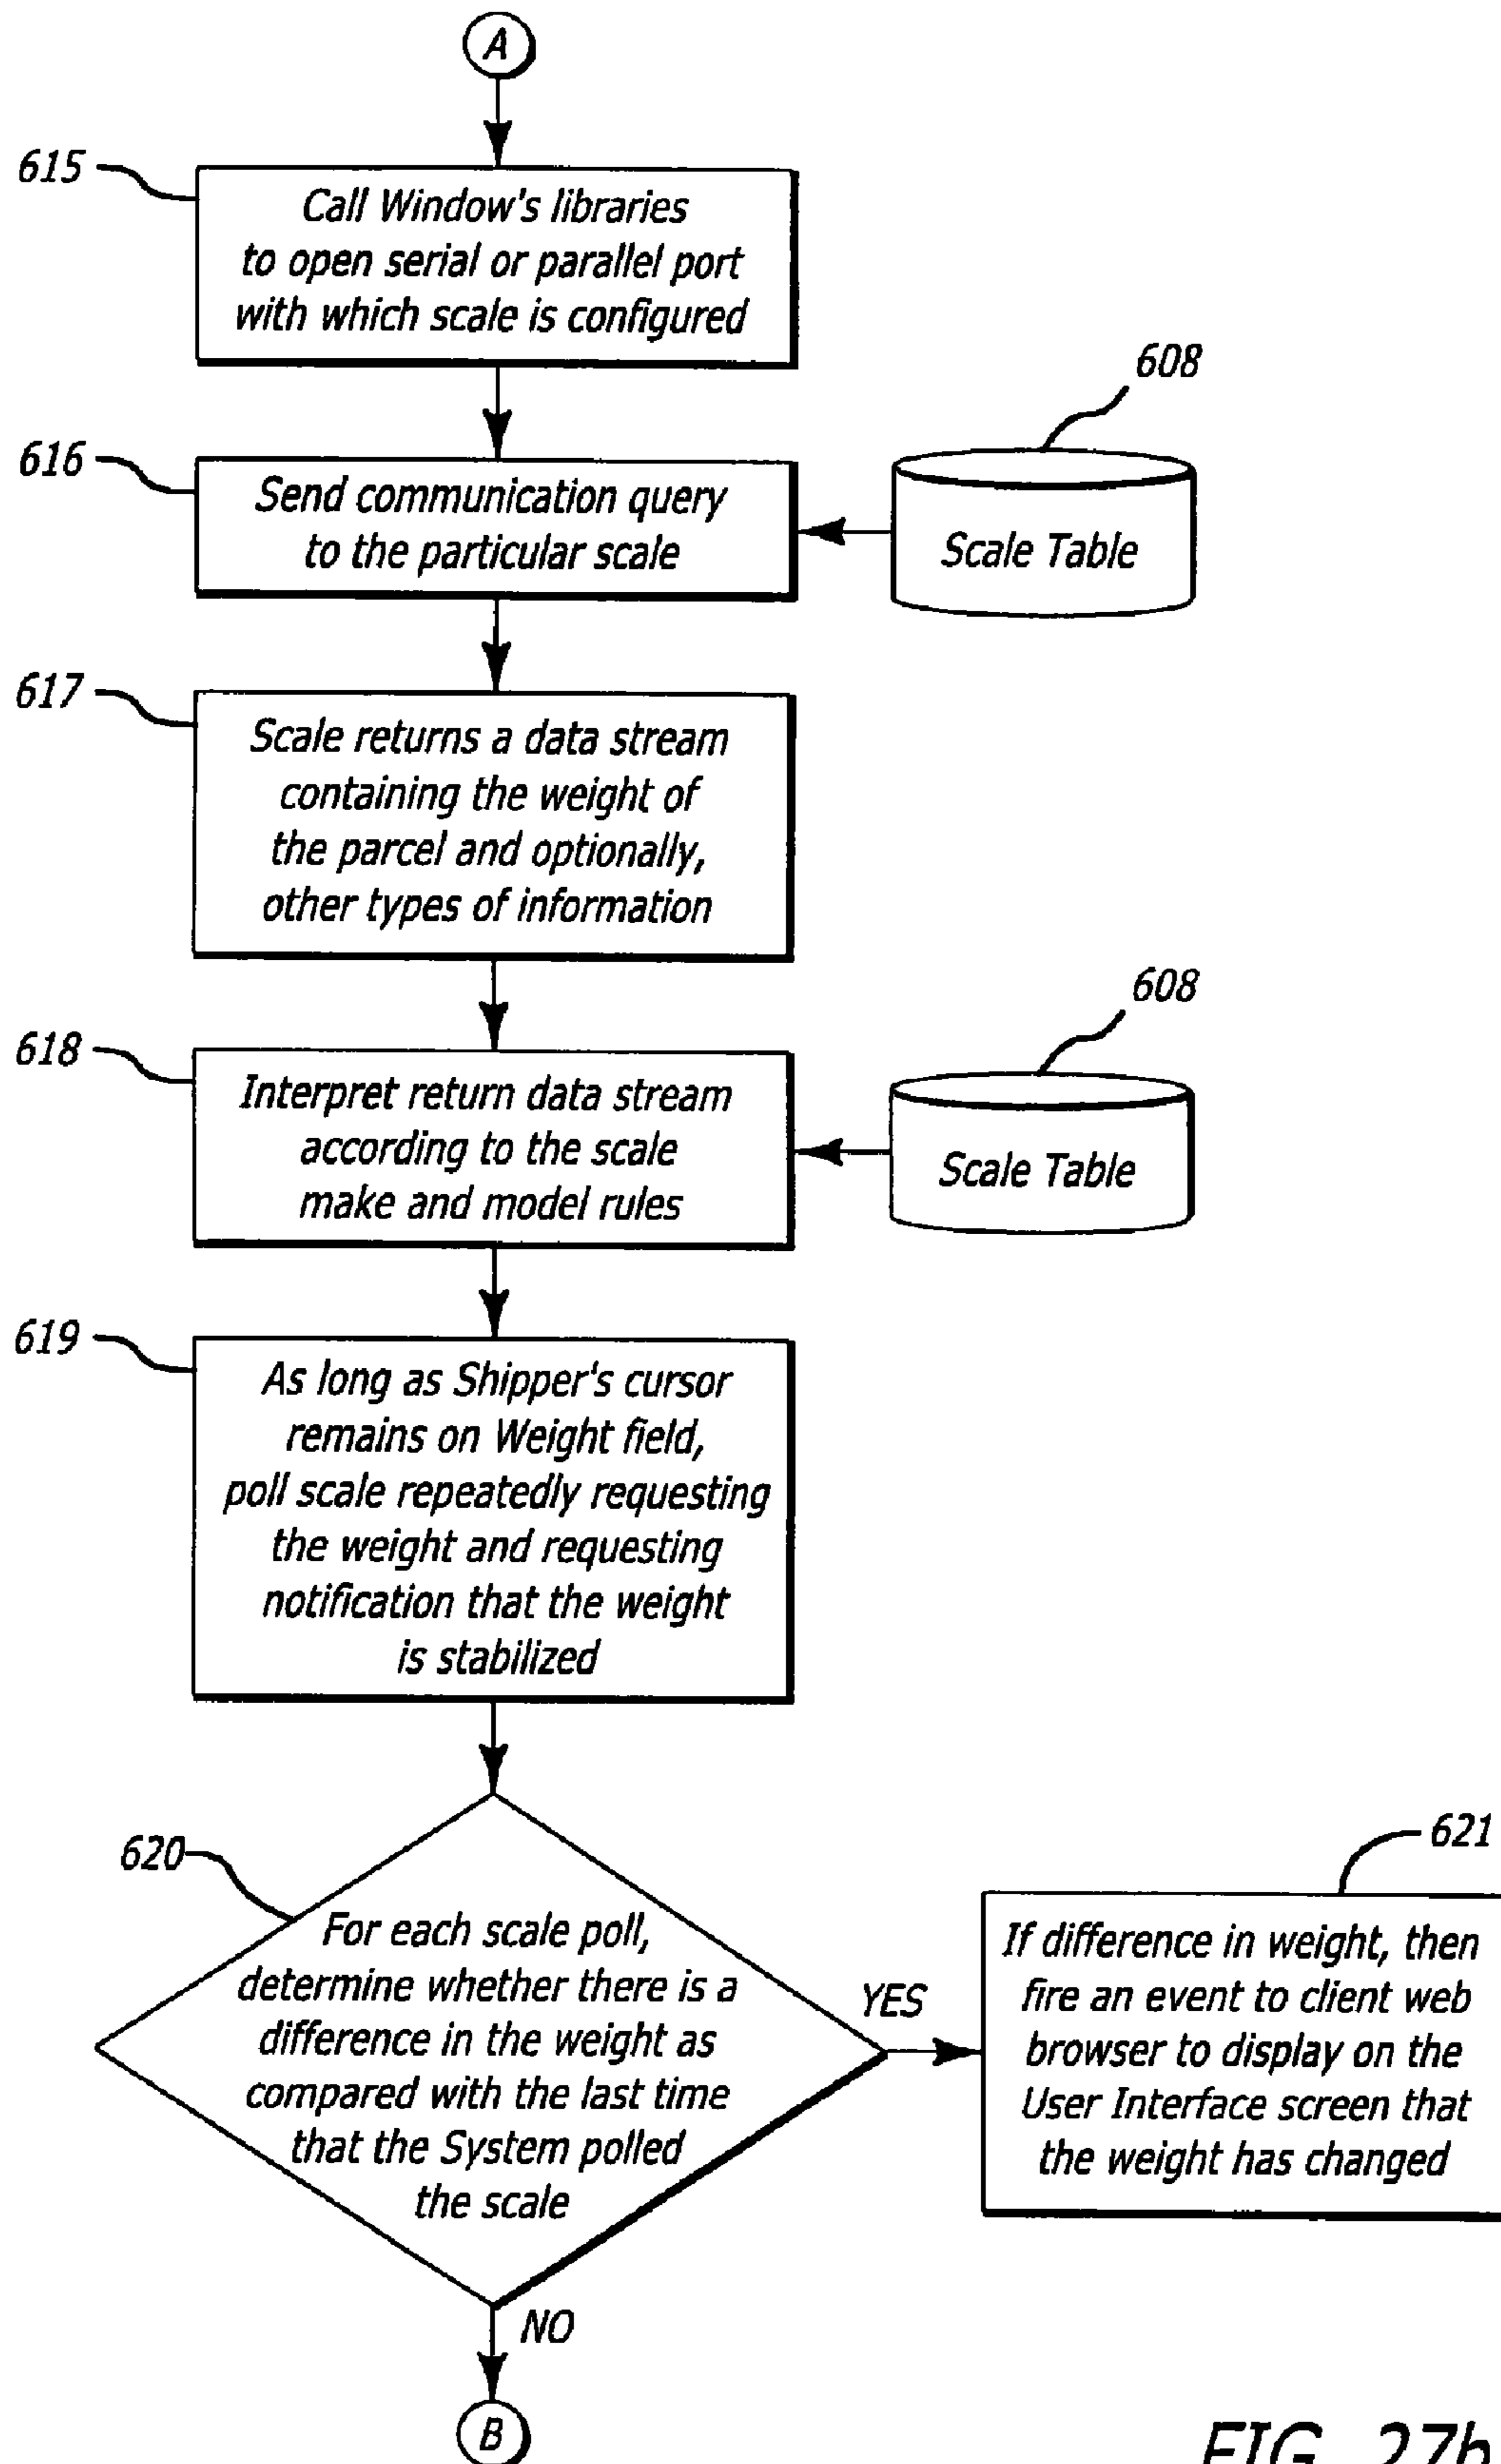 A
615
Call Window's libraries
to open serial or parallel port
with which scale is configured
608
616
Send communication query
to the particular scale
Scale Table
617
Scale returns a data stream
containing the weight of
the parcel and optionally,
other types of information
608
618
Interpret return data stream
according to the scale
make and model rules
Scale Table
619
As long as Shipper's cursor
remains on Weight field,
poll scale repeatedly requesting
the weight and requesting
notification that the weight
is stabilized
620
For each scale poll,
determine whether there is a
difference in the weight as
compared with the last time
that the System polled
the scale
YES
621
If difference in weight, then
fire an event to client web
browser to display on the
User Interface screen that
the weight has changed
NO
B
FIG. 27b